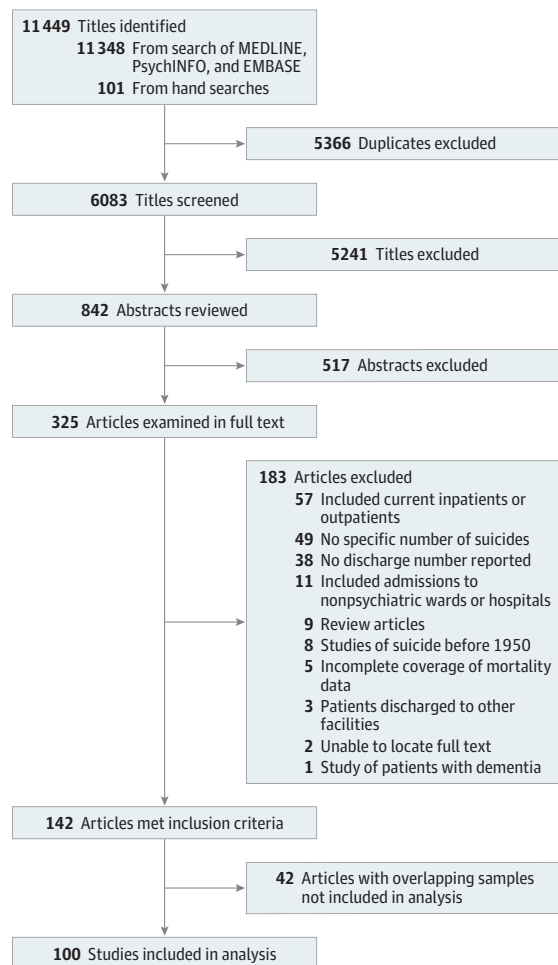 11 449 Titles identified
11 348 From search of MEDLINE,
PsychINFO, and EMBASE
101 From hand searches
5366 Duplicates excluded
6083 Titles screened
5241 Titles excluded
842 Abstracts reviewed
517 Abstracts excluded
325 Articles examined in full text
183 Articles excluded
57 Included current inpatients or
outpatients
49 No specific number of suicides
38 No discharge number reported
11 Included admissions to
nonpsychiatric wards or hospitals
9 Review articles
8 Studies of suicide before 1950
5 Incomplete coverage of mortality
data
3 Patients discharged to other
facilities
2 Unable to locate full text
1 Study of patients with dementia
142 Articles met inclusion criteria
42 Articles with overlapping samples
not included in analysis
100 Studies included in analysis